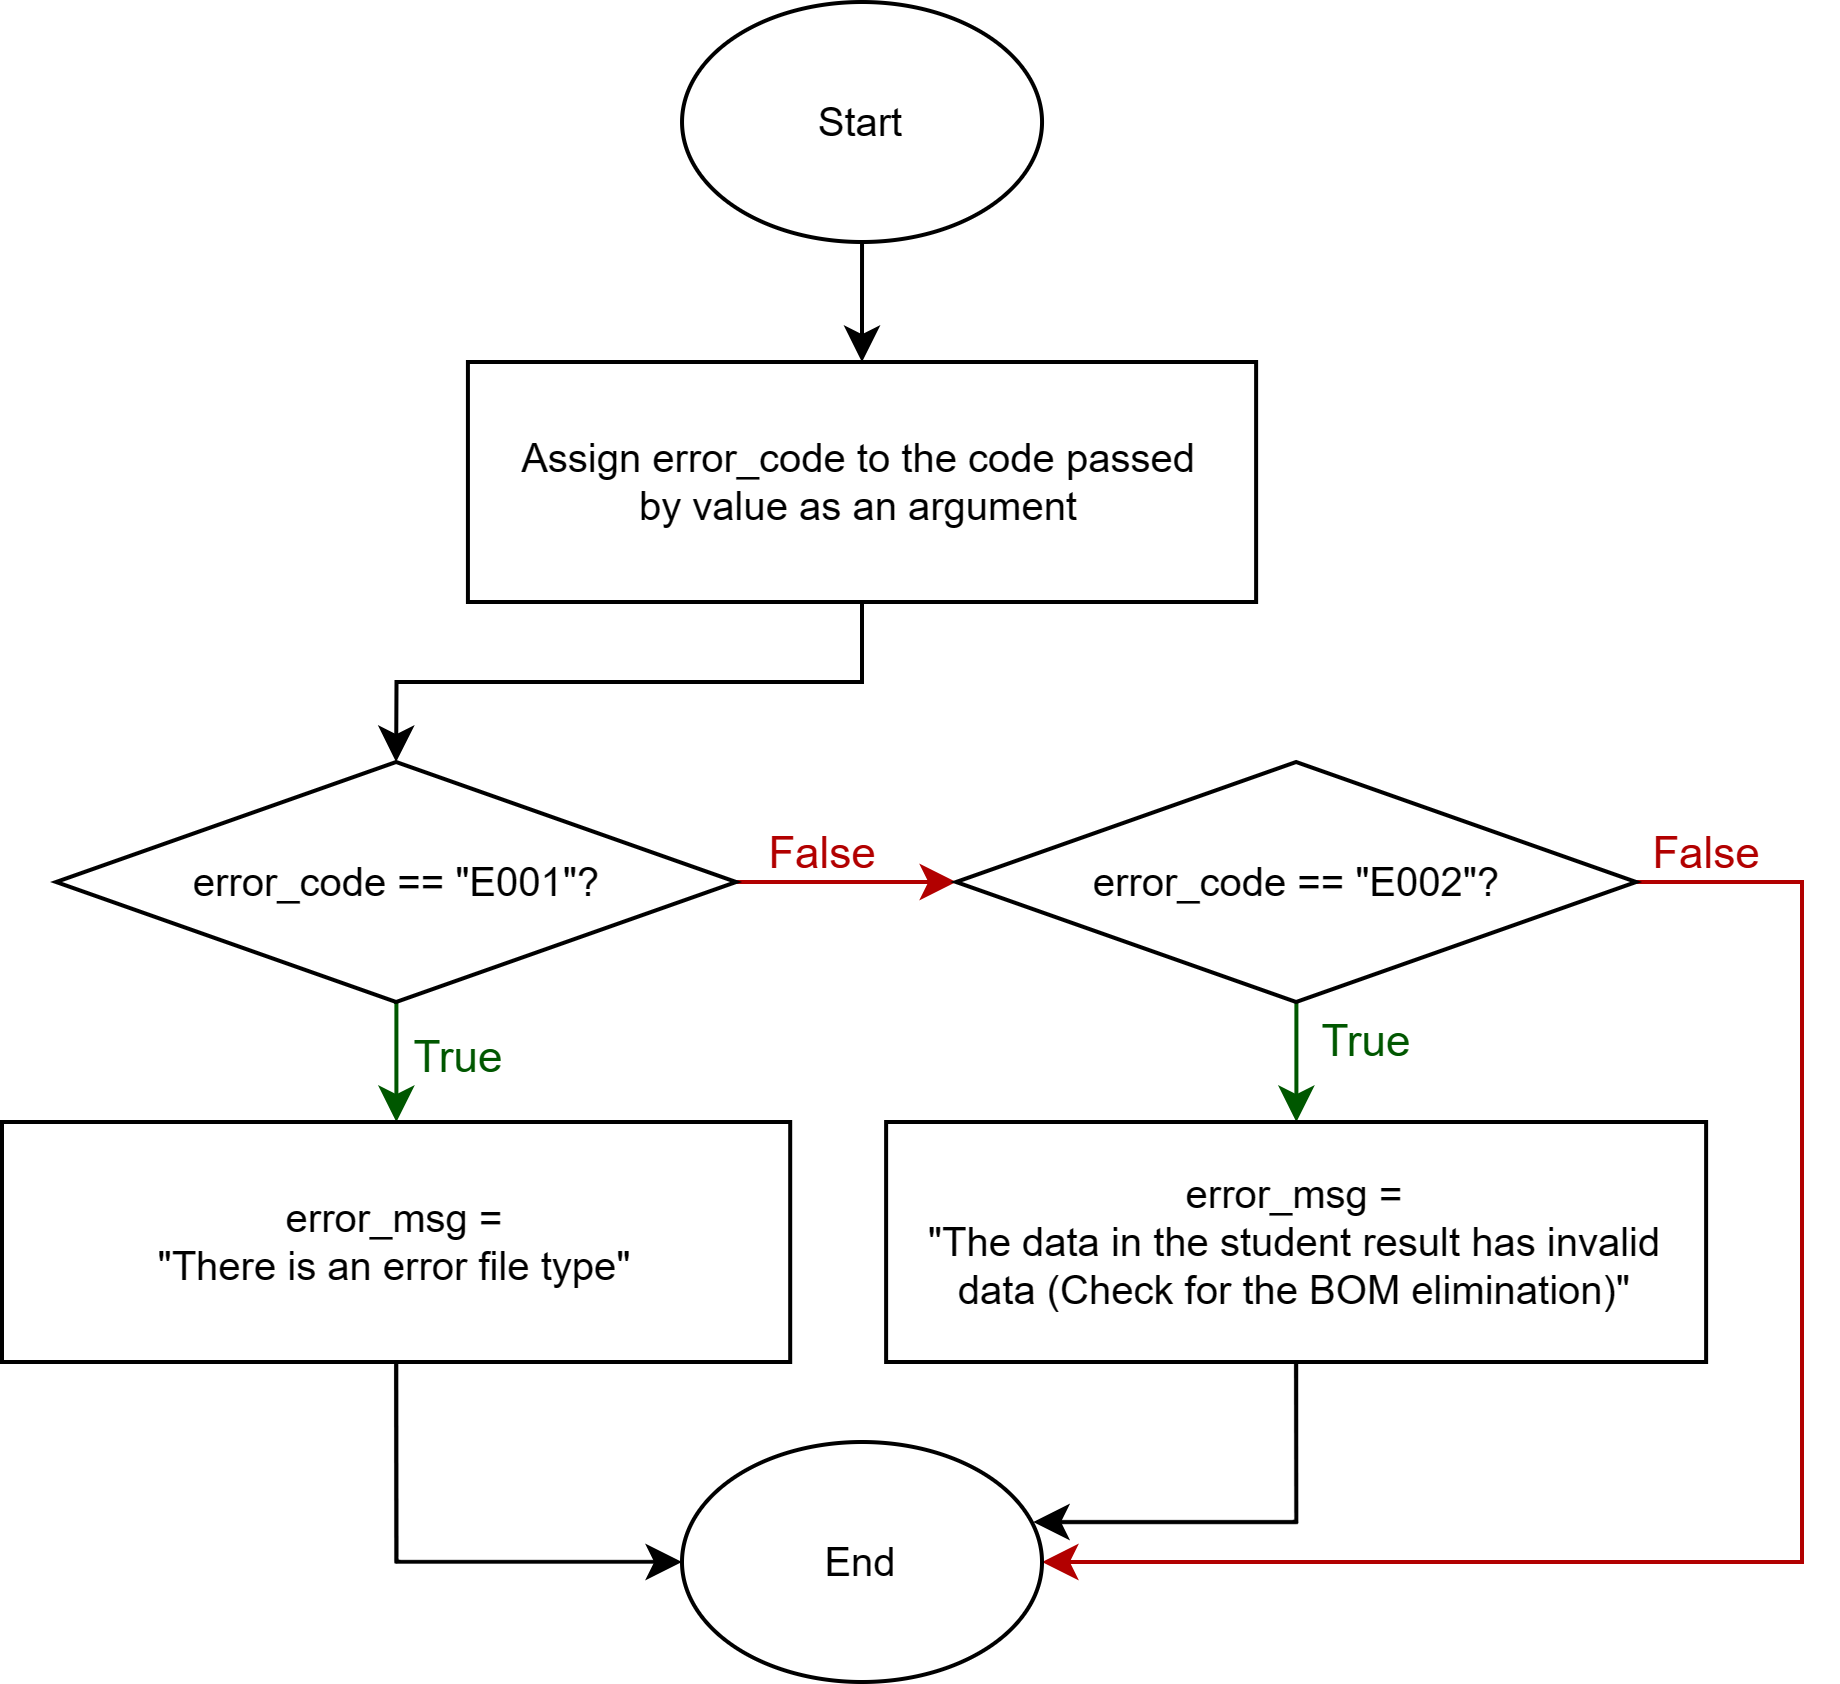 Start
Assign error_code to the code passed
by value as an argument
error_code == "E001"?
False
error_code == "E002"?
False
True
True
error_msg =
"There is an error file type"
error_msg =
"The data in the student result has invalid
data (Check for the BOM elimination)"
End